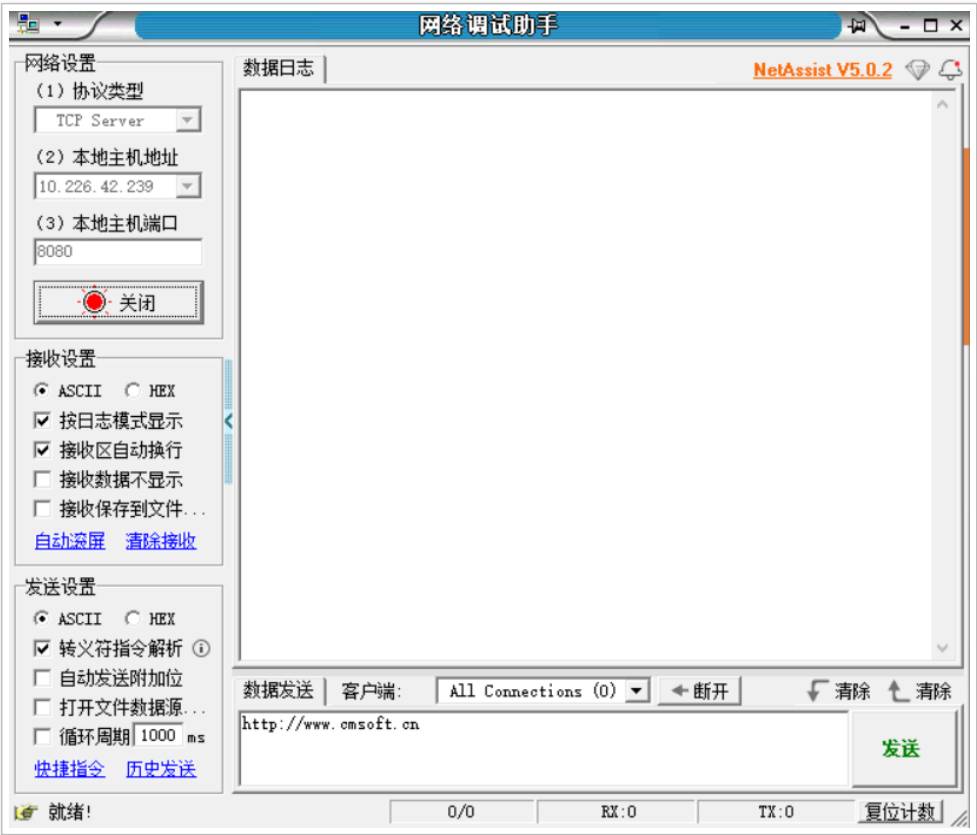 网络调试助手
网络设置
(1) 协议类型
TCP Server
(2) 本地主机地址
10.226.42.239
(3) 本地主机端口
8080
关闭
接收设置
ASCII HEX
按日志模式显示
接收区自动换行
接收数据不显示
接收保存到文件...
自动滚屏 清除接收
发送设置
ASCII HEX
转义符指令解析
自动发送附加位
打开文件数据源...
循环周期 1000 ms
快捷指令 历史发送
数据日志
NetAssist V5.0.2
数据发送 客户端: All Connections (0) 断开 清除 清除
http://www.cmsoft.cn
发送
就绪! 0/0 RX:0 TX:0 复位计数